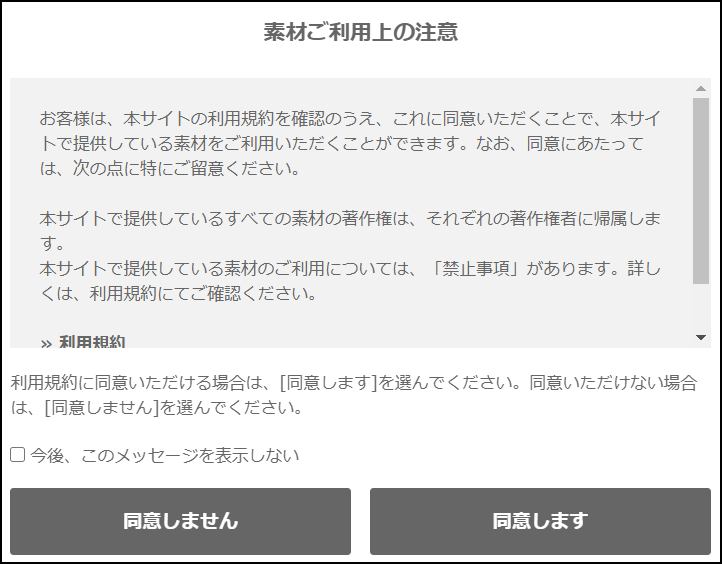 素材ご利用上の注意
お客様は、本サイトの利用規約を確認のうえ、これに同意いただくことで、本サイ
トで提供している素材をご利用いただくことができます。なお、同意にあたって
は、次の点に特にご留意ください。
本サイトで提供しているすべての素材の著作権は、それぞれの著作権者に帰属しま
す。
本サイトで提供している素材のご利用については、「禁止事項」があります。詳し
くは、利用規約にてご確認ください。
» 利用規約
利用規約に同意いただける場合は、[同意します]を選んでください。同意いただけない場合
は、[同意しません]を選んでください。
今後、このメッセージを表示しない
同意しません
同意します